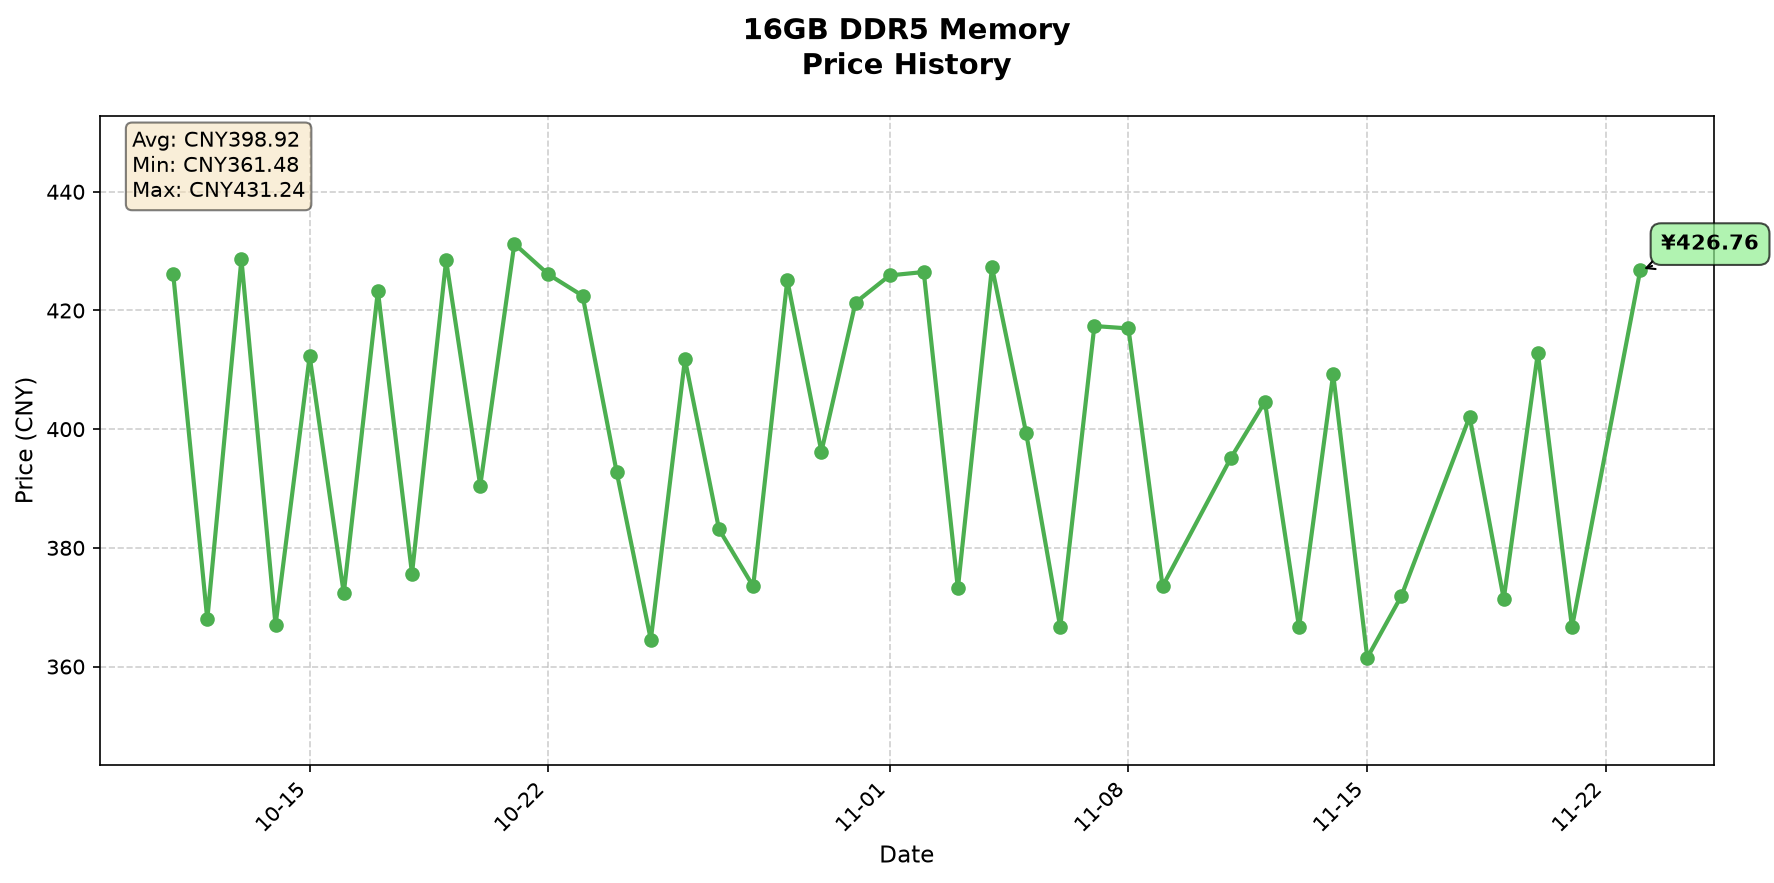 16GB DDR5 Memory
Price History
Avg: CNY398.92
Min: CNY361.48
Max: CNY431.24
¥426.76
Price (CNY)
440
420
400
380
360
10-15
10-22
11-01
11-08
11-15
11-22
Date